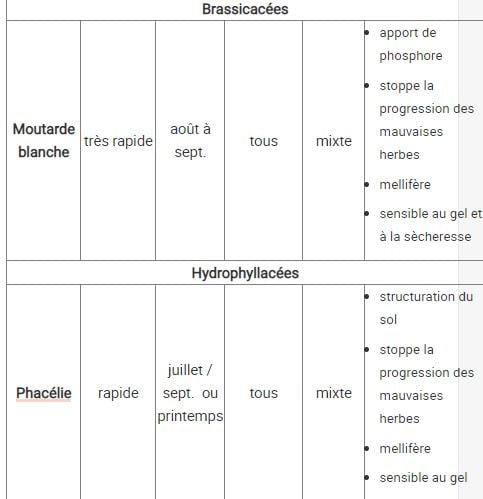 Brassicacées
Moutarde
blanche
très rapide
août à
sept.
tous
mixte
apport de
phosphore
stoppe la
progression des
mauvaises
herbes
mellifère
sensible au gel et
à la sècheresse
Hydrophyllacées
Phacélie
rapide
juillet /
sept. ou
printemps
tous
mixte
structuration du
sol
stoppe la
progression des
mauvaises
herbes
mellifère
sensible au gel